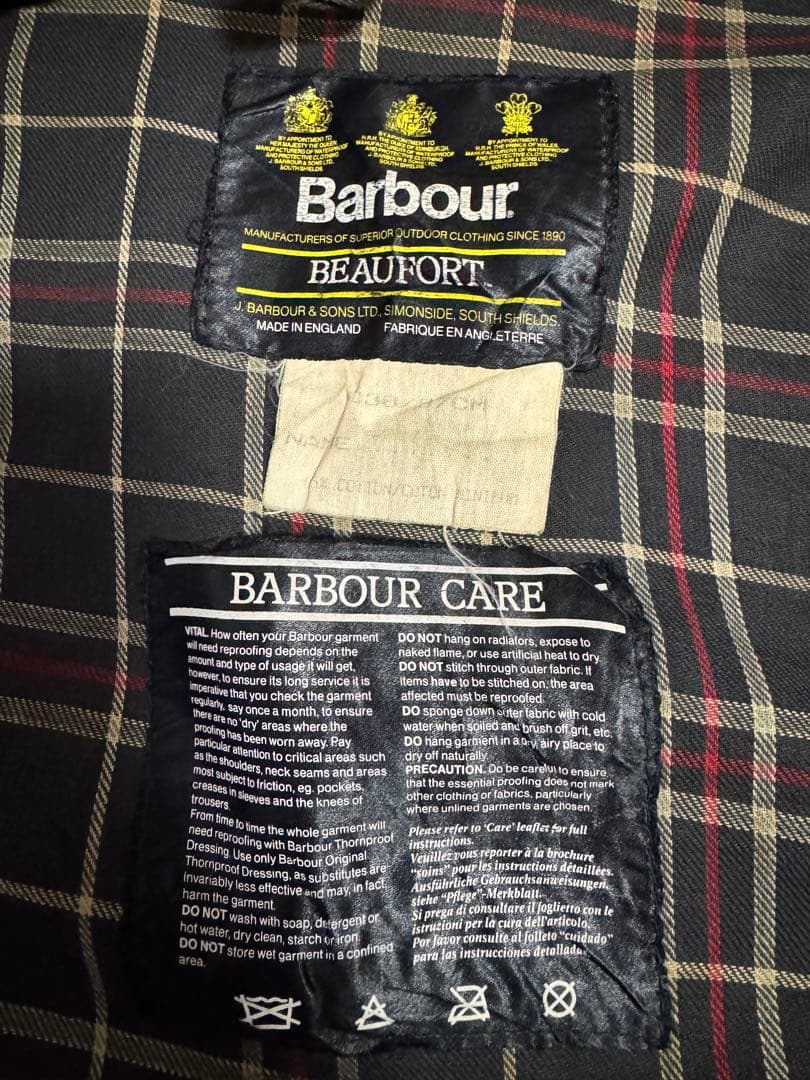 BY APPOINTMENT TO
HER MAJESTY THE QUEEN
MANUFACTURERS OF WATERPROOF
AND PROTECTIVE CLOTHING
J. BARBOUR & SONS LTD.
SOUTH SHIELDS
BY APPOINTMENT TO
H.R.H. THE DUKE OF EDINBURGH
MANUFACTURERS OF WATERPROOF
AND PROTECTIVE CLOTHING
J. BARBOUR & SONS LTD.
SOUTH SHIELDS
BY APPOINTMENT TO
H.R.H. THE PRINCE OF WALES
MANUFACTURERS OF WATERPROOF
AND PROTECTIVE CLOTHING
J. BARBOUR & SONS LTD.
SOUTH SHIELDS
Barbour
MANUFACTURERS OF SUPERIOR OUTDOOR CLOTHING SINCE 1890
BEAUFORT
J. BARBOUR & SONS LTD., SIMONSIDE, SOUTH SHIELDS.
MADE IN ENGLAND FABRIQUE EN ANGLETERRE
NAME
BARBOUR CARE
VITAL. How often your Barbour garment
will need reproofing depends on the
amount and type of usage it will get,
however, to ensure its long service it is
imperative that you check the garment
regularly, say once a month, to ensure
there are no 'dry' areas where the
proofing has been worn away. Pay
particular attention to critical areas such
as the shoulders, neck seams and areas
most subject to friction, eg. pockets,
creases in sleeves and the knees of
trousers.
From time to time the whole garment will
need reproofing with Barbour Thornproof
Dressing. Use only Barbour Original
Thornproof Dressing, as substitutes are
invariably less effective and may, in fact,
harm the garment.
DO NOT wash with soap, detergent or
hot water, dry clean, starch or iron.
DO NOT store wet garment in a confined
area.
DO NOT hang on radiators, expose to
naked flame, or use artificial heat to dry.
DO NOT stitch through outer fabric. If
items have to be stitched on, the area
affected must be reproofed.
DO sponge down outer fabric with cold
water when soiled and brush off grit, etc.
DO hang garment in a dry airy place to
dry off naturally.
PRECAUTION. Do be careful to ensure
that the essential proofing does not mark
other clothing or fabrics, particularly
where unlined garments are chosen.
Please refer to 'Care' leaflet for full
instructions.
Veuillez vous reporter à la brochure
"soins" pour les instructions détaillées.
Ausführliche Gebrauchsanweisungen,
siehe "Pflege"-Merkblatt.
Si prega di consultare il foglietto con le
istruzioni per la cura dell'articolo.
Por favor consulte al folleto "cuidado"
para las instrucciones detalladas.